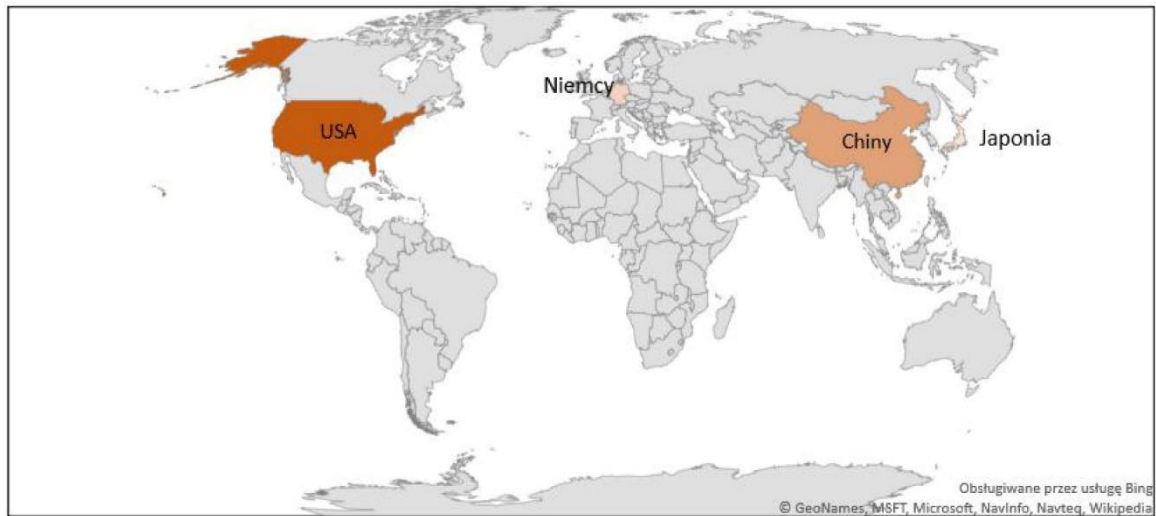 Niemcy
USA
Chiny
Japonia
Obsługiwane przez usługę Bing
© GeoNames, MSFT, Microsoft, NavInfo, Navteq, Wikipedia